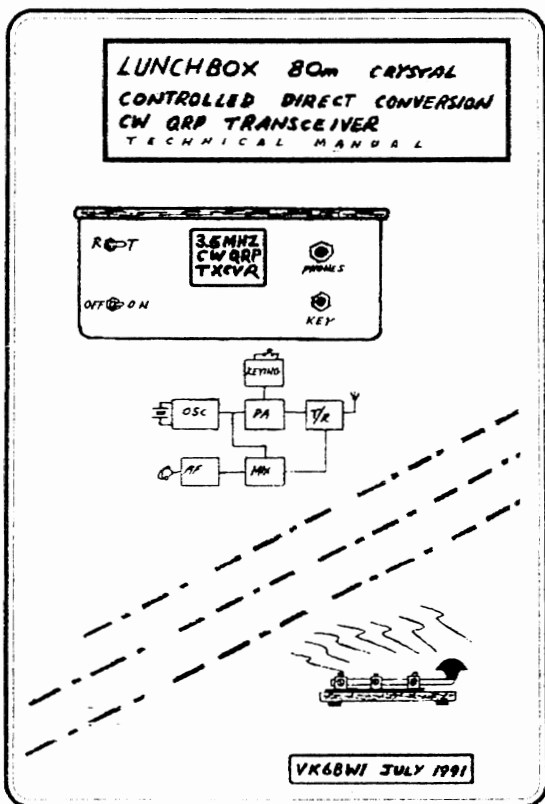 LUNCHBOX 80m CRYSTAL
CONTROLLED DIRECT CONVERSION
CW QRP TRANSCEIVER
TECHNICAL MANUAL
R T
3.5MHZ
CW QRP
TXCVR
PHONES
OFF ON
KEY
KEYING
OSC
PA
T/R
AF
MIX
VK6BWI JULY 1991